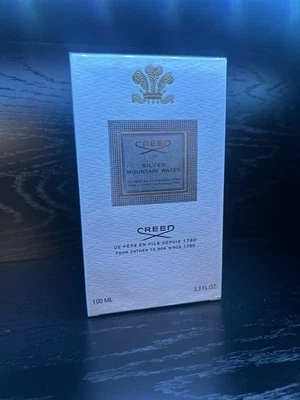 CREED
SILVER
MOUNTAIN WATER
CREED
DE PÈRE EN FILS DEPUIS 1760
FROM FATHER TO SON SINCE 1760
100 ML
3.3 FL.OZ.